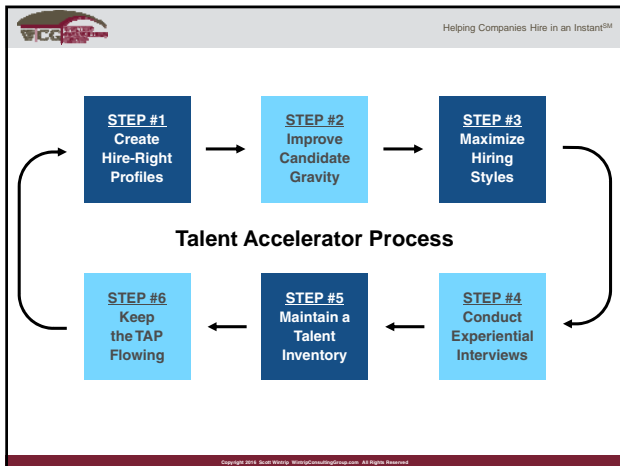 WCG
Helping Companies Hire in an Instant℠
STEP #1
Create
Hire-Right
Profiles
STEP #2
Improve
Candidate
Gravity
STEP #3
Maximize
Hiring
Styles
Talent Accelerator Process
STEP #6
Keep
the TAP
Flowing
STEP #5
Maintain a
Talent
Inventory
STEP #4
Conduct
Experiential
Interviews
Copyright 2016 Scott Wintrip WintripConsultingGroup.com All Rights Reserved